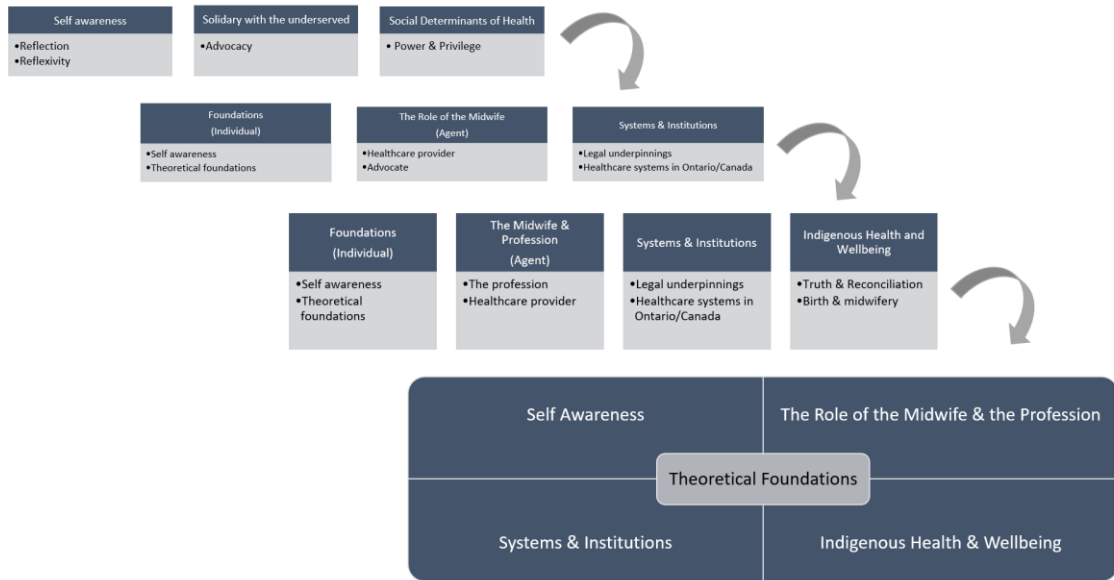 Self awareness
•Reflection
•Reflexivity
Solidary with the underserved
•Advocacy
Social Determinants of Health
• Power & Privilege
Foundations
(Individual)
•Self awareness
•Theoretical foundations
The Role of the Midwife
(Agent)
•Healthcare provider
•Advocate
Systems & Institutions
•Legal underpinnings
•Healthcare systems in Ontario/Canada
Foundations
(Individual)
•Self awareness
•Theoretical
foundations
The Midwife &
Profession
(Agent)
•The profession
•Healthcare provider
Systems & Institutions
•Legal underpinnings
•Healthcare systems in
Ontario/Canada
Indigenous Health and
Wellbeing
•Truth & Reconciliation
•Birth & midwifery
Self Awareness
The Role of the Midwife & the Profession
Theoretical Foundations
Systems & Institutions
Indigenous Health & Wellbeing